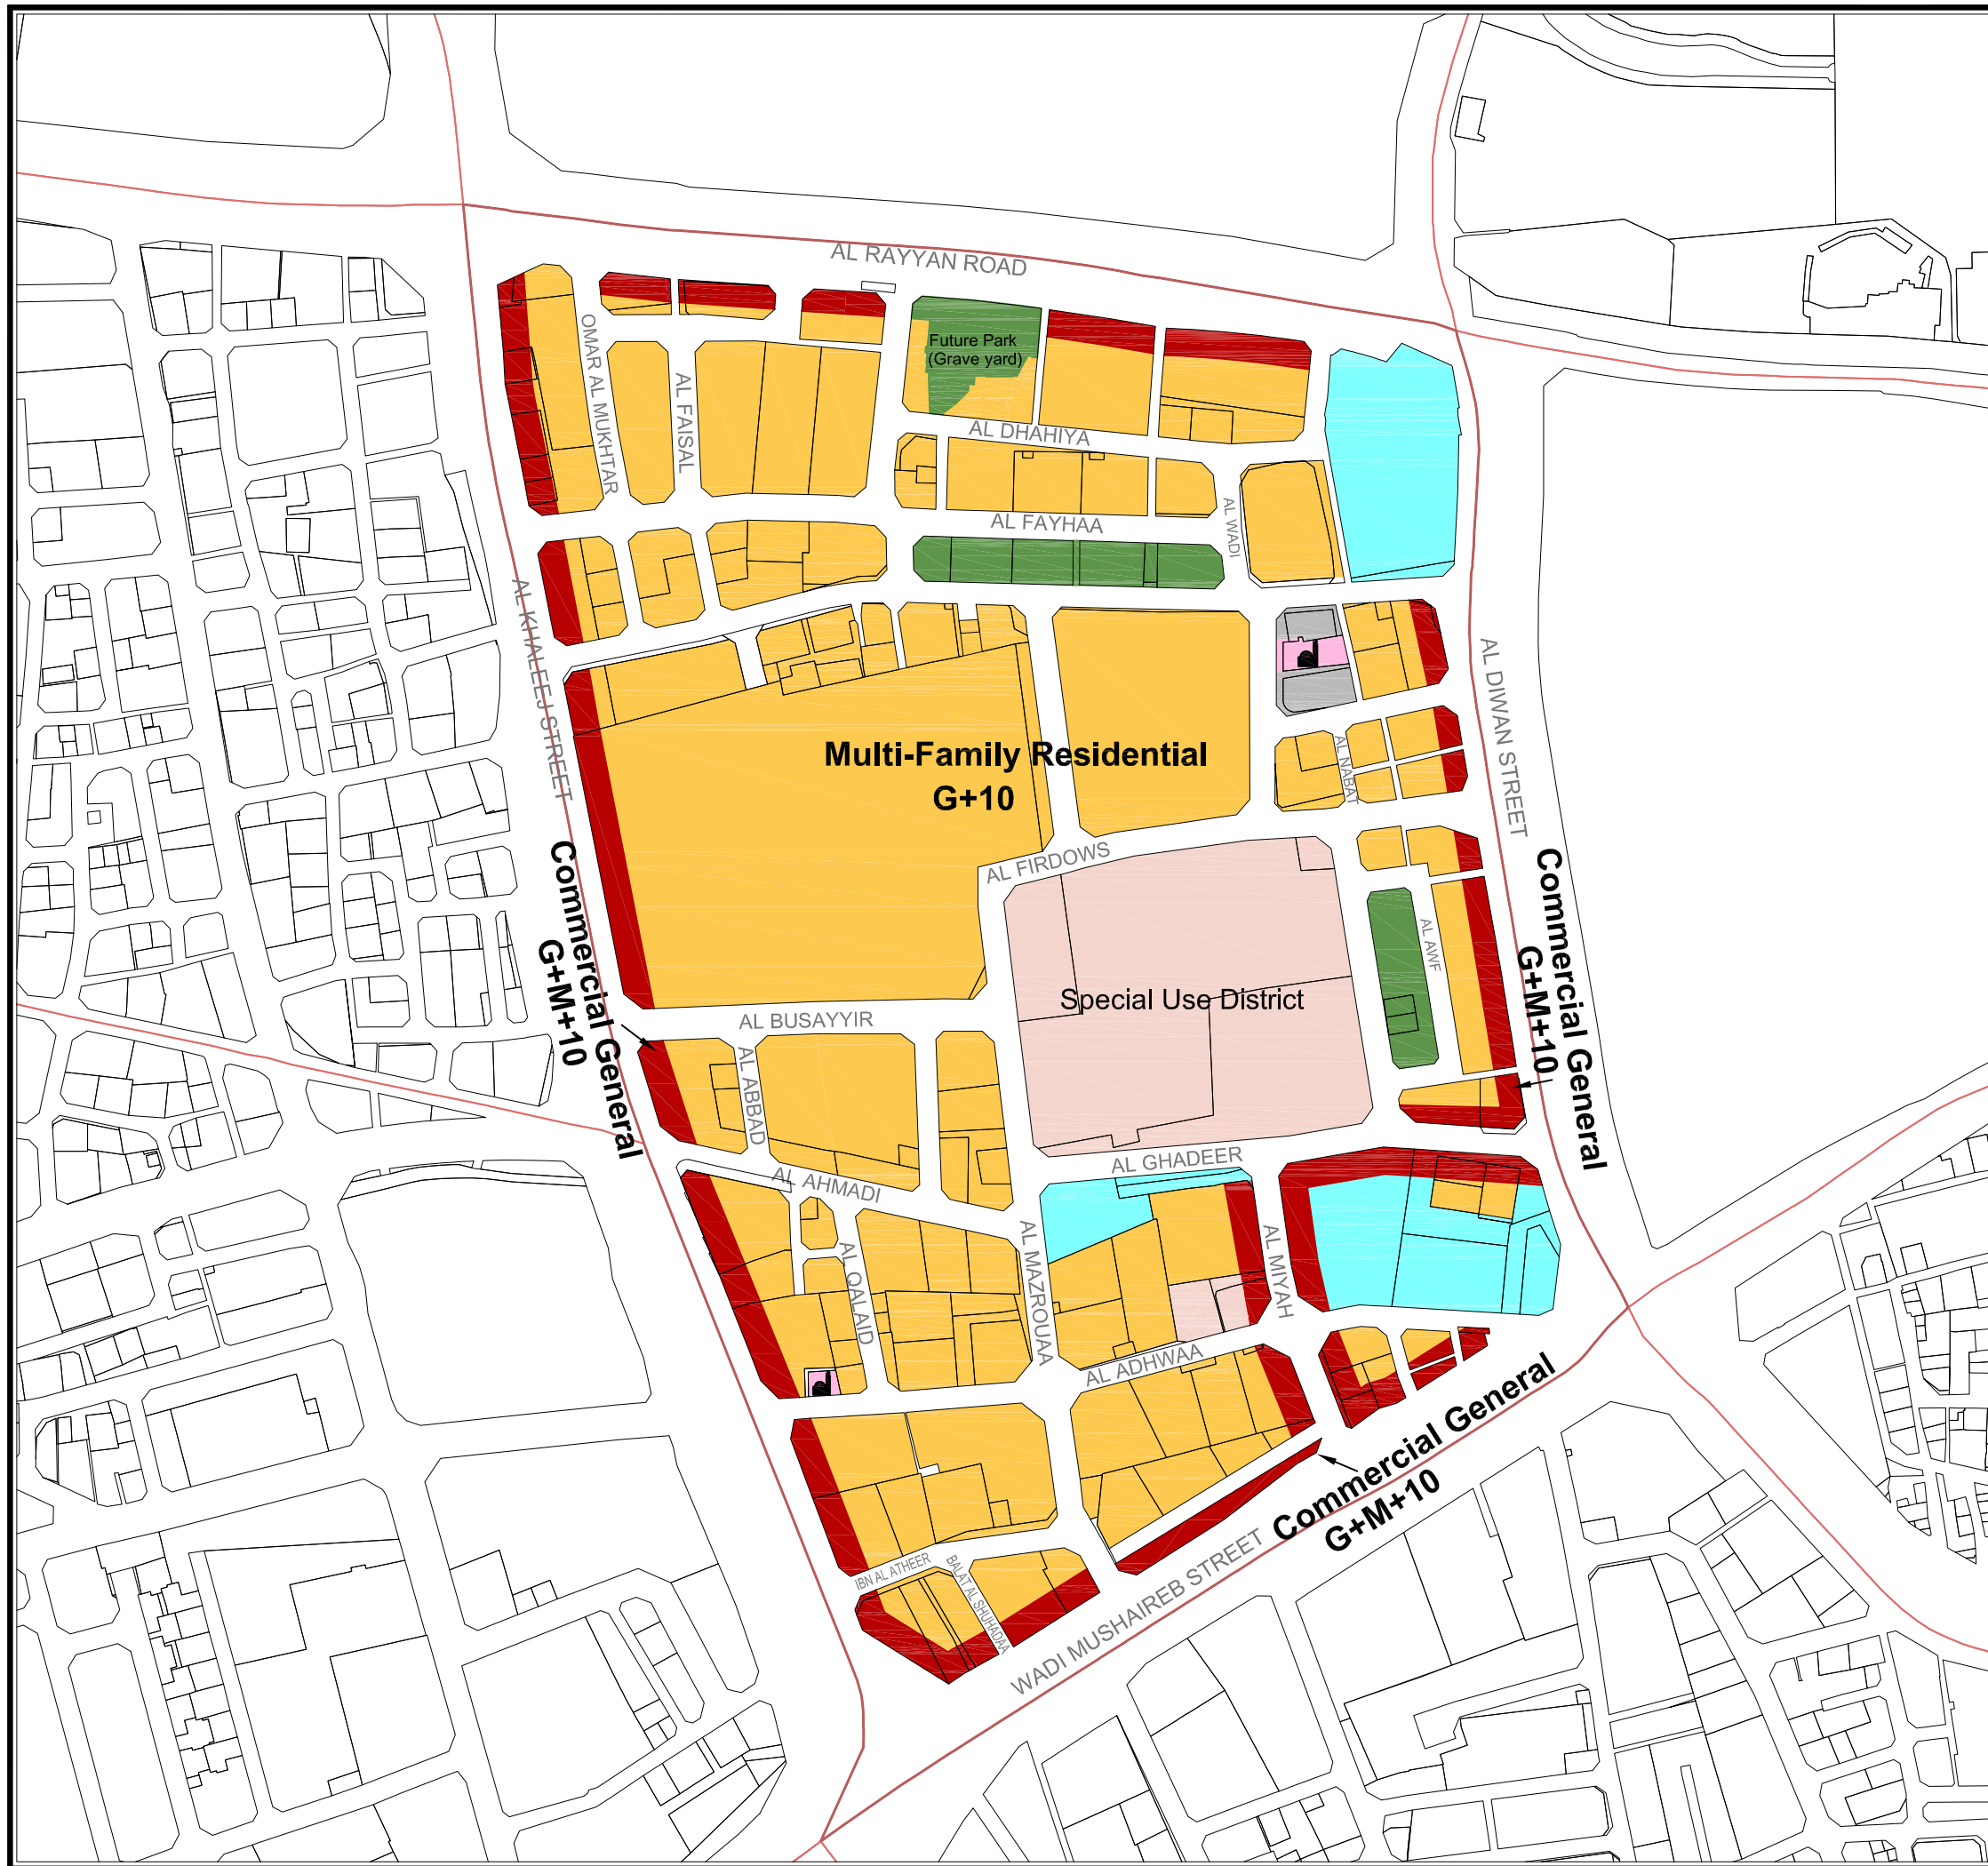 AL RAYYAN ROAD
OMAR AL MUKHTAR
AL FAISAL
Future Park
(Grave yard)
AL DHAHIYA
AL FAYHAA
AL WADI
AL KHALEEJ STREET
AL DIWAN STREET
Multi-Family Residential
G+10
AL NABAT
AL FIRDOWS
Commercial General
G+M+10
Commercial General
G+M+10
AL AWF
Special Use District
AL BUSAYYIR
AL ABBAD
AL GHADEER
AL AHMADI
AL QALAID
AL MAZROUAA
AL MIYAH
AL ADHWAA
Commercial General
G+M+10
IBN AL ATHEER
BALAT AL SHUHADAA
WADI MUSHAIREB STREET